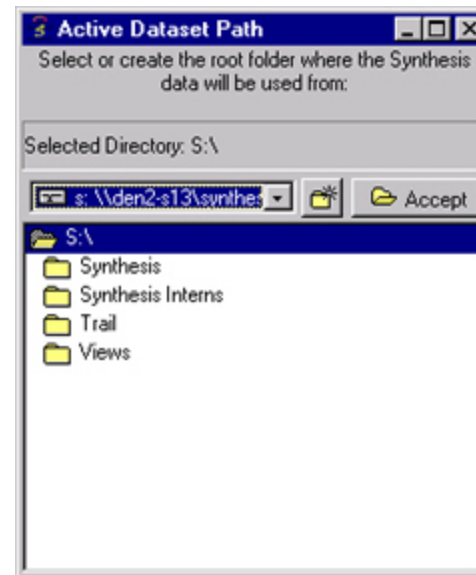 Active Dataset Path
Select or create the root folder where the Synthesis
data will be used from:
Selected Directory: S:\
s: \\den2-s13\synthes
Accept
S:\
Synthesis
Synthesis Interns
Trail
Views